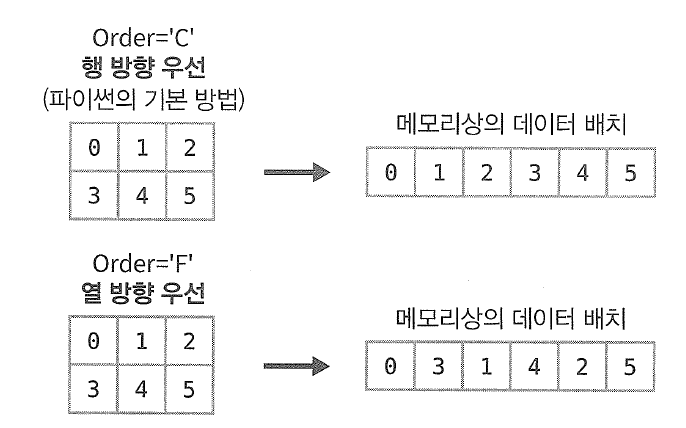 Order='C'
행 방향 우선
(파이썬의 기본 방법)
0 1 2
3 4 5
메모리상의 데이터 배치
0 1 2 3 4 5
Order='F'
열 방향 우선
0 1 2
3 4 5
메모리상의 데이터 배치
0 3 1 4 2 5